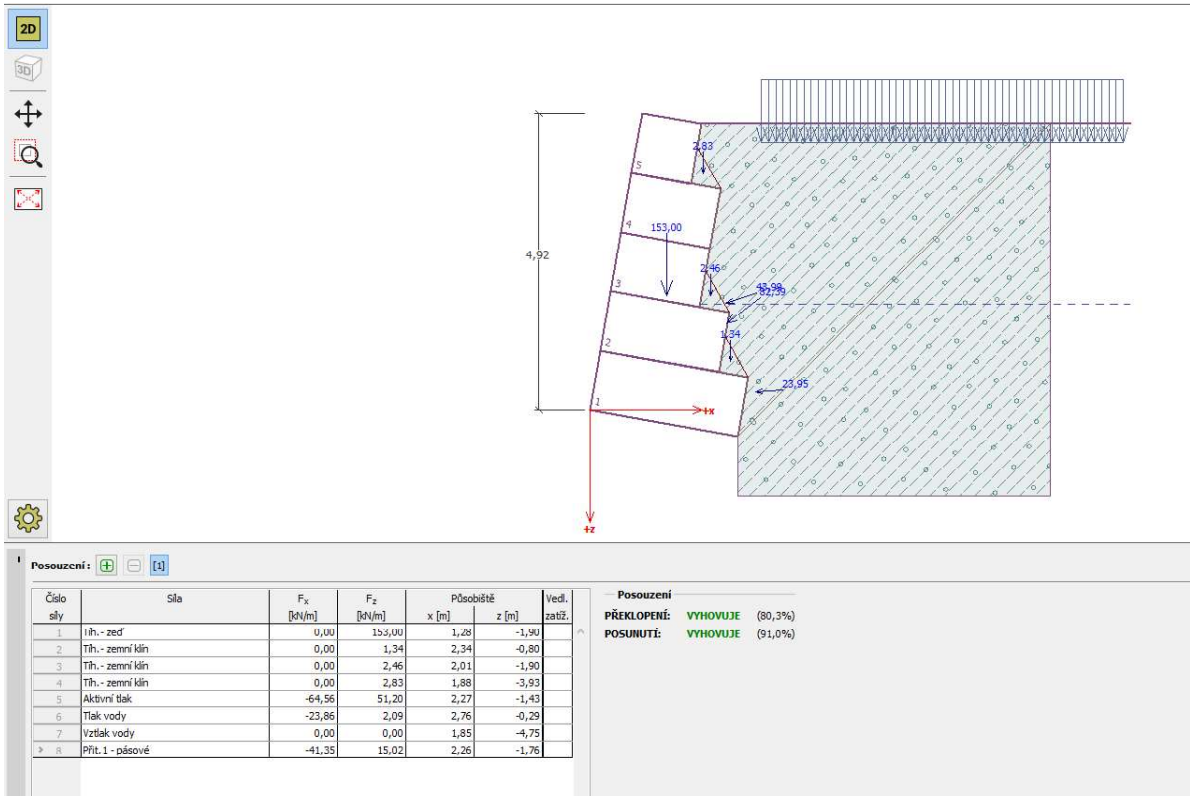 2D
3D
4,92
2,83
5
4
153,00
2,46
3
43,99
82,39
1,34
2
23,95
1
+x
+z
Posouzení : [1]
Číslo síly Síla Fx [kN/m] Fz [kN/m] Působiště x [m] z [m] Vedl. zatíž.
1 Tíh.- zeď 0,00 153,00 1,28 -1,90
2 Tíh.- zemní klín 0,00 1,34 2,34 -0,80
3 Tíh.- zemní klín 0,00 2,46 2,01 -1,90
4 Tíh.- zemní klín 0,00 2,83 1,88 -3,93
5 Aktivní tlak -64,56 51,20 2,27 -1,43
6 Tlak vody -23,86 2,09 2,76 -0,29
7 Vztlak vody 0,00 0,00 1,85 -4,75
8 Přit.1 - pásové -41,35 15,02 2,26 -1,76
Posouzení
PŘEKLOPENÍ: VYHOVUJE (80,3%)
POSUNUTÍ: VYHOVUJE (91,0%)